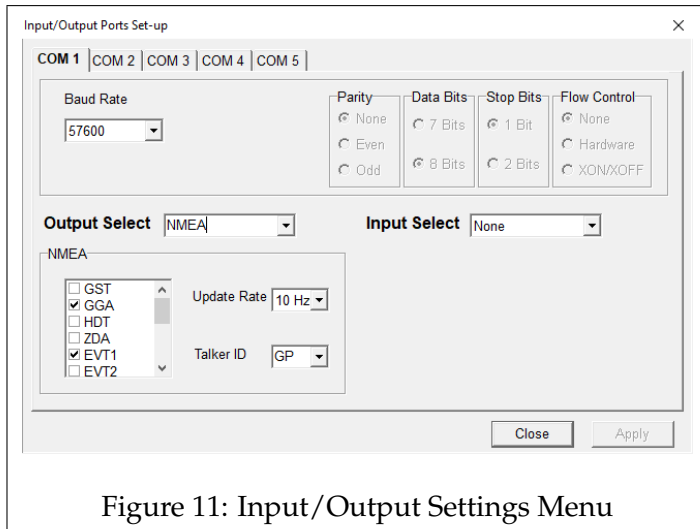 Input/Output Ports Set-up
COM 1 COM 2 COM 3 COM 4 COM 5
Baud Rate
57600
Parity
None
Even
Odd
Data Bits
7 Bits
8 Bits
Stop Bits
1 Bit
2 Bits
Flow Control
None
Hardware
XON/XOFF
Output Select NMEA
Input Select None
NMEA
GST
GGA
HDT
ZDA
EVT1
EVT2
Update Rate 10 Hz
Talker ID GP
Close Apply
Figure 11: Input/Output Settings Menu